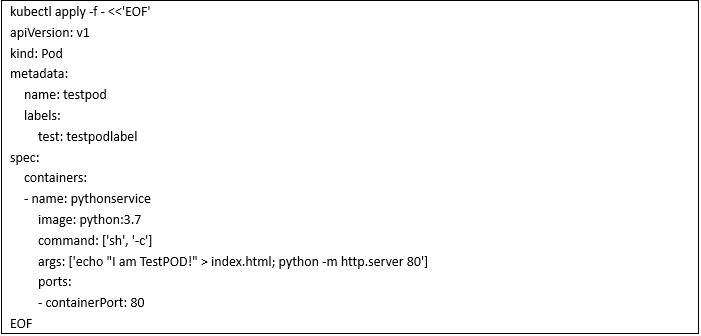 kubectl apply -f - <<'EOF'
apiVersion: v1
kind: Pod
metadata:
name: testpod
labels:
test: testpodlabel
spec:
containers:
- name: pythonservice
image: python:3.7
command: ['sh', '-c']
args: ['echo "I am TestPOD!" > index.html; python -m http.server 80']
ports:
- containerPort: 80
EOF